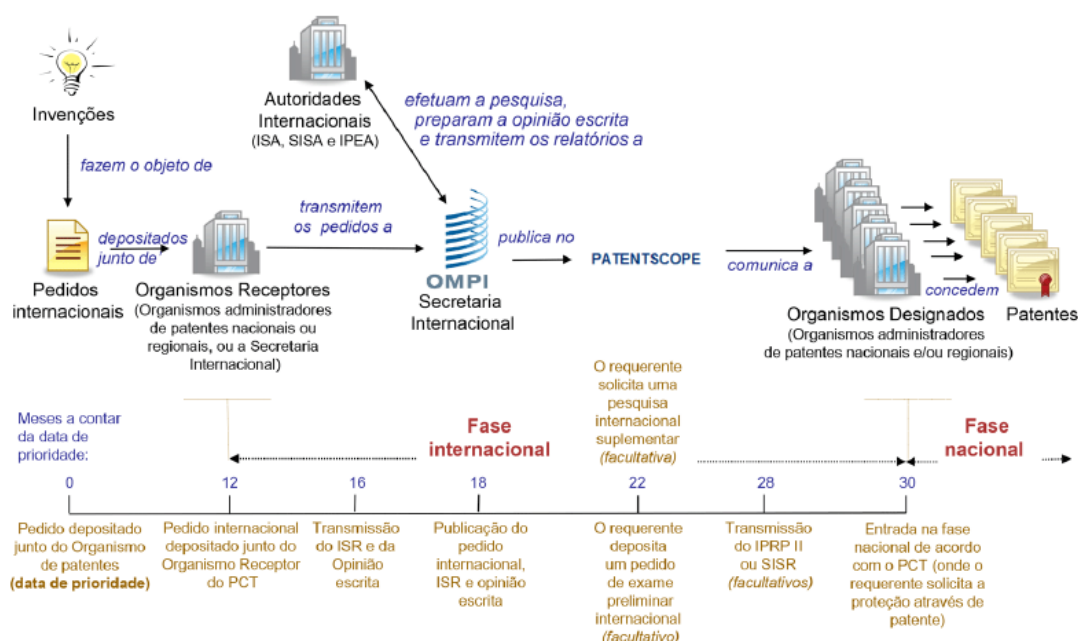 Invenções
fazem o objeto de
Autoridades
Internacionais
(ISA, SISA e IPEA)
efetuam a pesquisa,
preparam a opinião escrita
e transmitem os relatórios a
Pedidos
internacionais
depositados
junto de
Organismos Receptores
(Organismos administradores
de patentes nacionais ou
regionais, ou a Secretaria
Internacional)
transmitem
os pedidos a
OMPI
Secretaria
Internacional
publica no
PATENTSCOPE
comunica a
Organismos Designados
(Organismos administradores
de patentes nacionais e/ou regionais)
concedem
Patentes
Meses a contar
da data de
prioridade:
Fase
internacional
O requerente
solicita uma
pesquisa
internacional
suplementar
(facultativa)
Fase
nacional
0
12
16
18
22
28
30
Pedido depositado
junto do Organismo
de patentes
(data de prioridade)
Pedido internacional
depositado junto do
Organismo Receptor
do PCT
Transmissão
do ISR e da
Opinião
escrita
Publicação do
pedido
internacional,
ISR e opinião
escrita
O requerente
deposita
um pedido
de exame
preliminar
internacional
(facultativo)
Transmissão
do IPRP II
ou SISR
(facultativos)
Entrada na fase
nacional de acordo
com o PCT (onde o
requerente solicita a
proteção através de
patente)